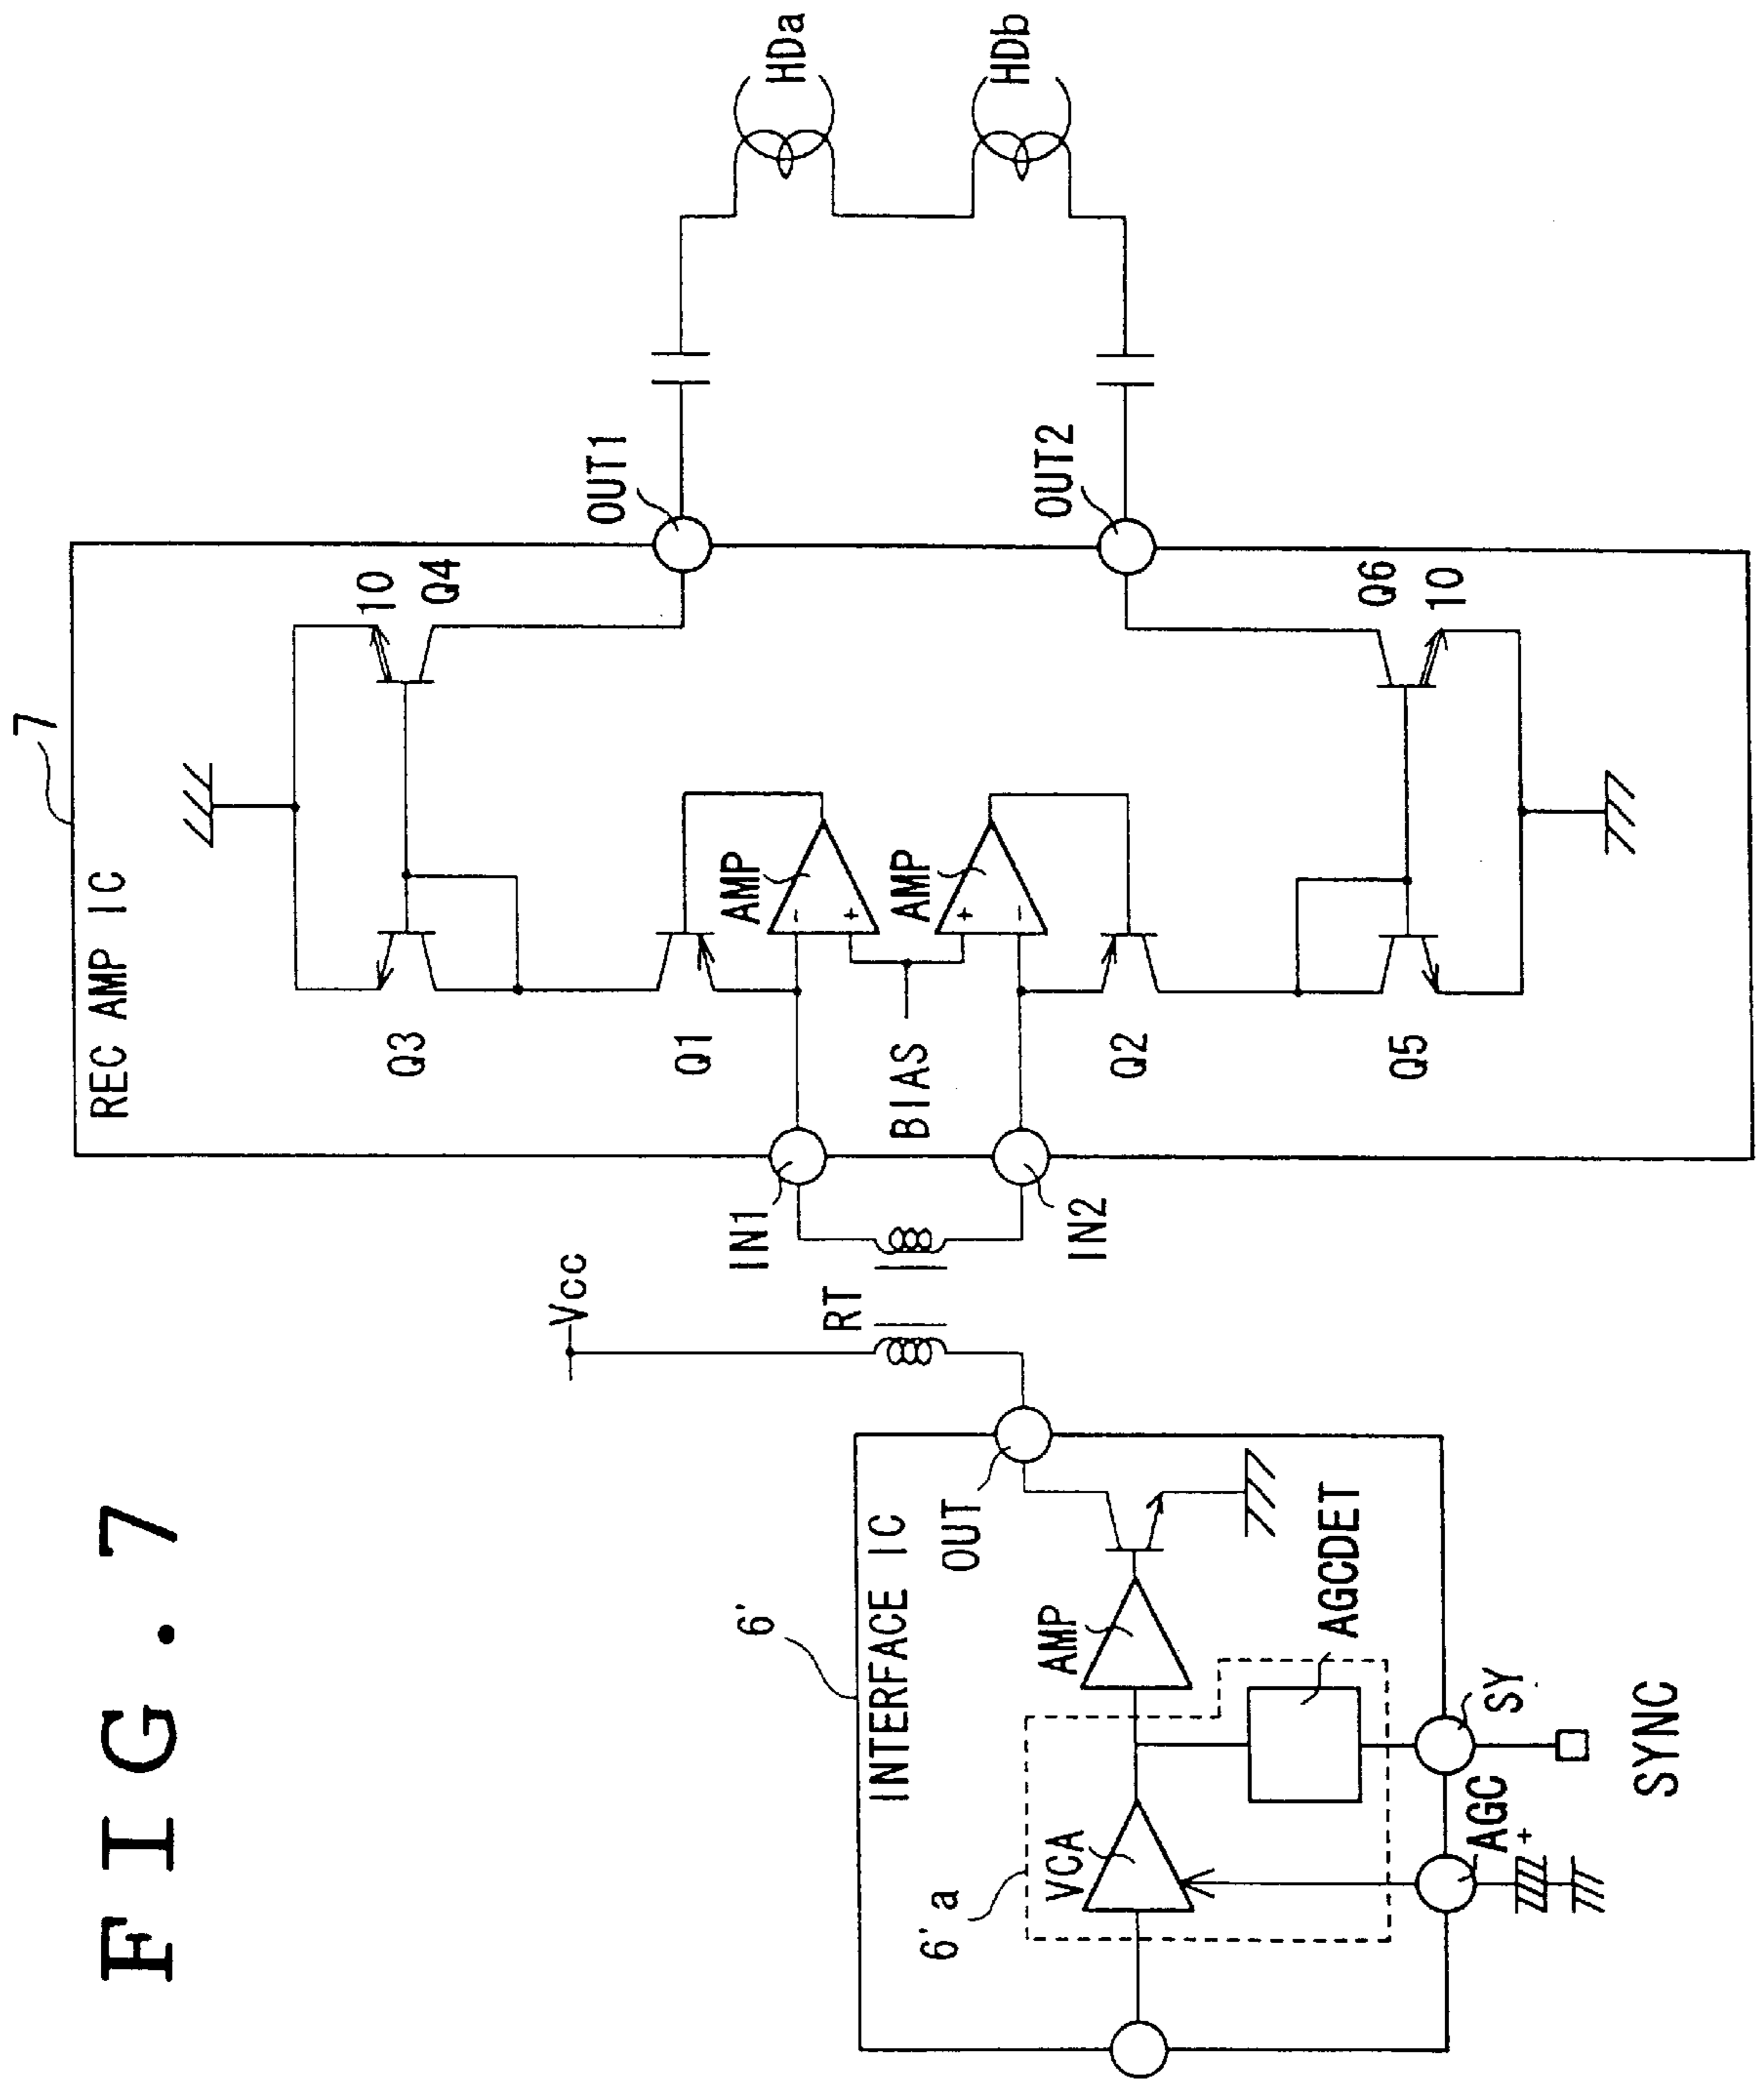 FIG. 7
6'
INTERFACE IC
6'a
VCA
AMP
OUT
AGCDET
AGC
+
SY
SYNC
Vcc
RT
7
REC AMP IC
IN1
IN2
BIAS
Q3
Q1
Q2
Q5
AMP
-
+
AMP
+
-
10
Q4
Q6
10
OUT1
OUT2
HDa
HDb